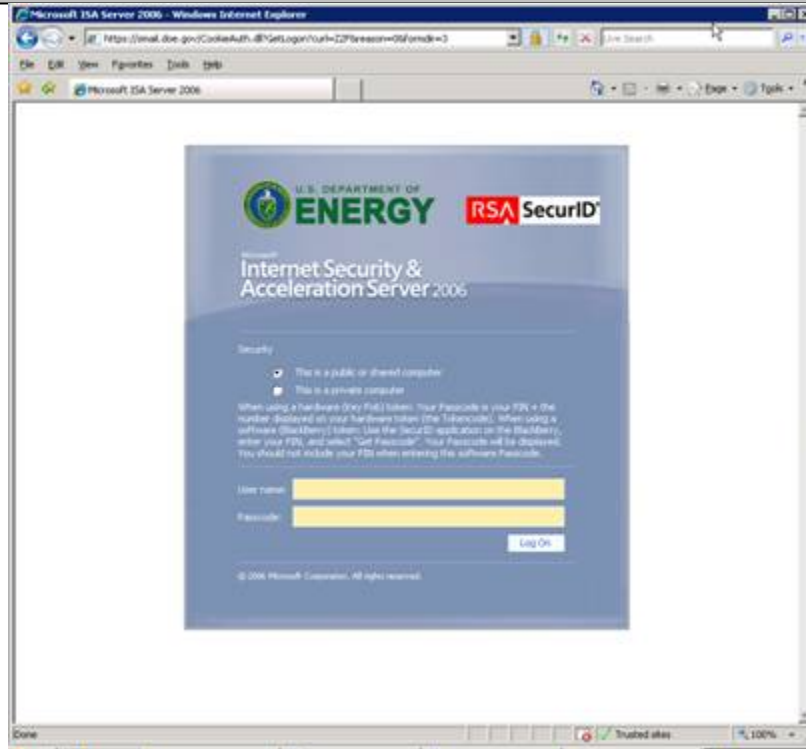 Microsoft ISA Server 2006 - Windows Internet Explorer
Live Search
File Edit View Favorites Tools Help
Microsoft ISA Server 2006
Page Tools
U.S. DEPARTMENT OF
ENERGY
RSA SecurID
Microsoft
Internet Security &
Acceleration Server 2006
Security
This is a public or shared computer
This is a private computer
When using a hardware (Key Fob) token: Your Passcode is your PIN + the
number displayed on your hardware token (the Tokencode). When using a
software (BlackBerry) token: Use the SecurID application on the BlackBerry,
enter your PIN, and select "Get Passcode". Your Passcode will be displayed.
You should not include your PIN when entering this software Passcode.
User name:
Passcode:
Log On
© 2006 Microsoft Corporation. All rights reserved.
Done
Trusted sites
100%